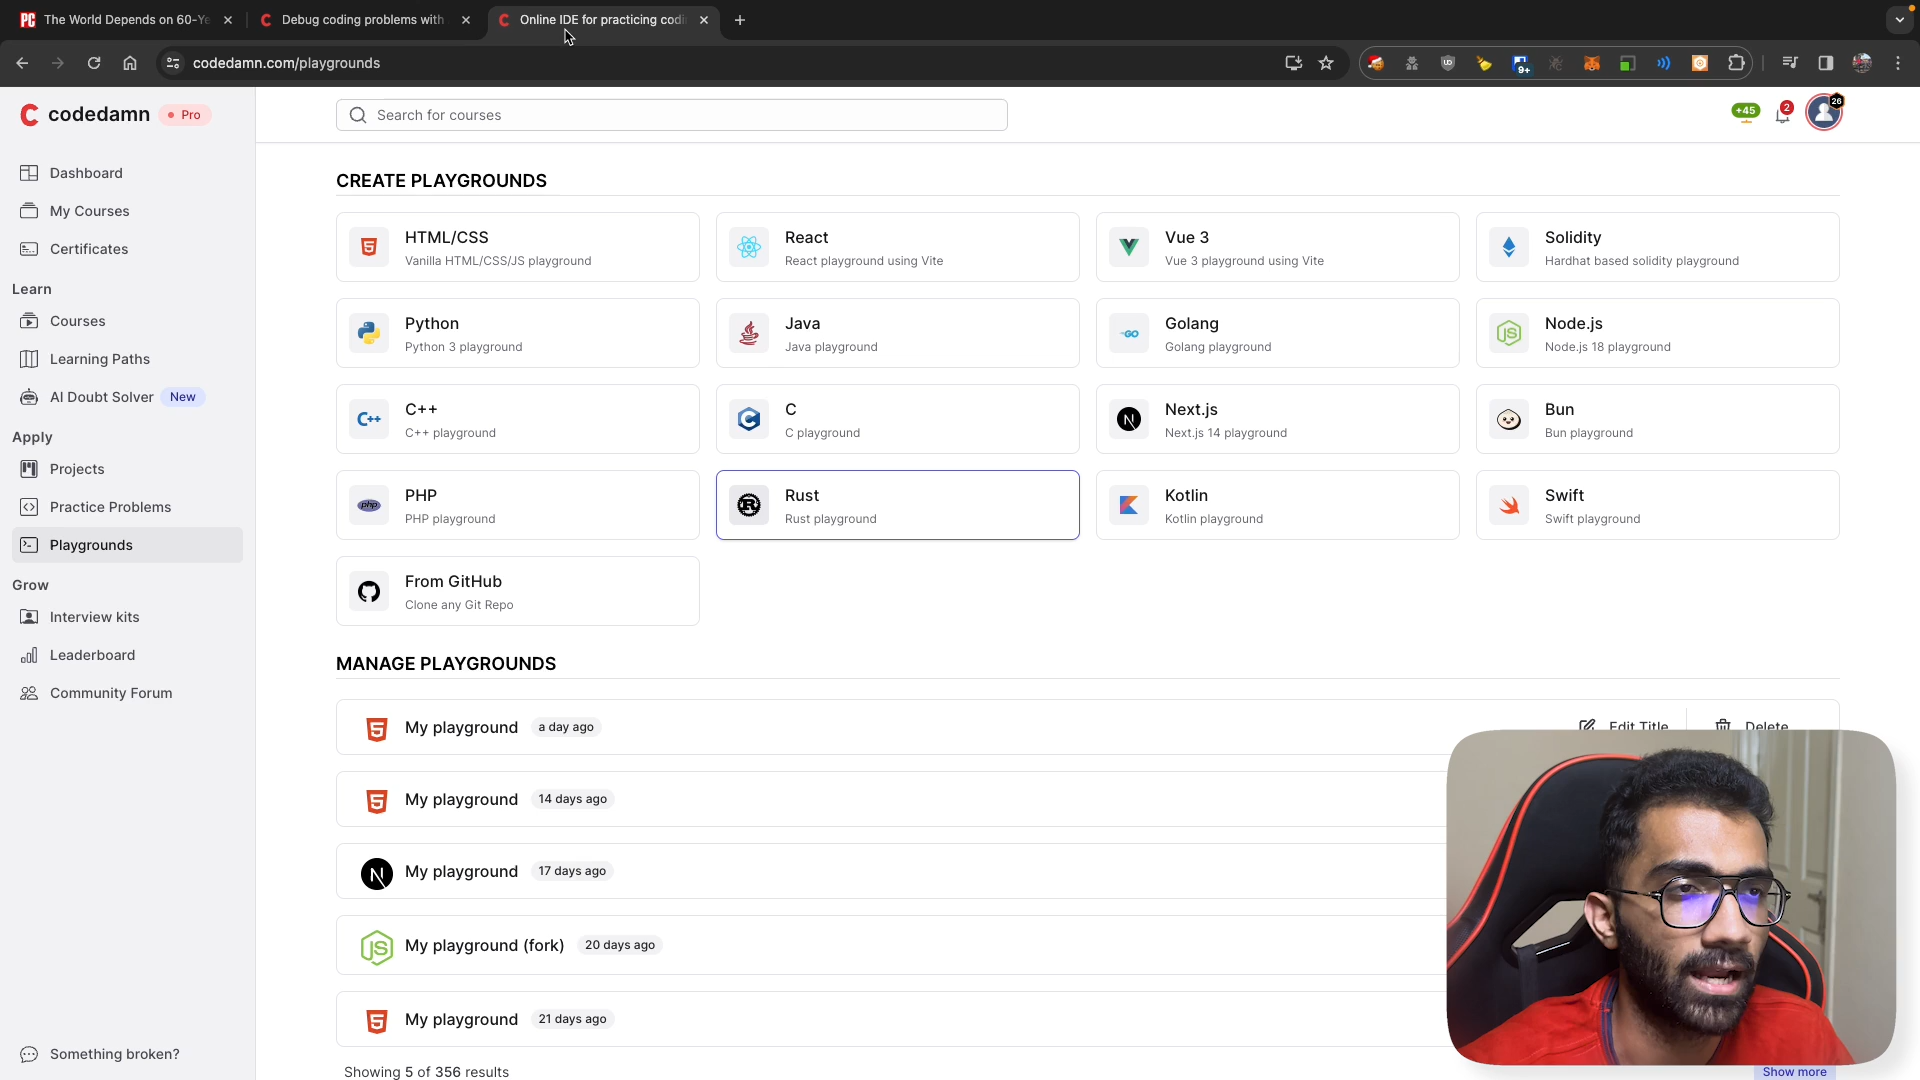 The World Depends on 60-Ye
Debug coding problems with
Online IDE for practicing codi
codedamn.com/playgrounds
9+
codedamn
Pro
Search for courses
+45
2
26
Dashboard
My Courses
Certificates
Learn
Courses
Learning Paths
AI Doubt Solver New
Apply
Projects
Practice Problems
Playgrounds
Grow
Interview kits
Leaderboard
Community Forum
Something broken?
CREATE PLAYGROUNDS
HTML/CSS
Vanilla HTML/CSS/JS playground
React
React playground using Vite
Vue 3
Vue 3 playground using Vite
Solidity
Hardhat based solidity playground
Python
Python 3 playground
Java
Java playground
Golang
Golang playground
Node.js
Node.js 18 playground
C++
C++ playground
C
C playground
Next.js
Next.js 14 playground
Bun
Bun playground
PHP
PHP playground
Rust
Rust playground
Kotlin
Kotlin playground
Swift
Swift playground
From GitHub
Clone any Git Repo
MANAGE PLAYGROUNDS
My playground a day ago
Edit Title
Delete
My playground 14 days ago
My playground 17 days ago
My playground (fork) 20 days ago
My playground 21 days ago
Showing 5 of 356 results
Show more